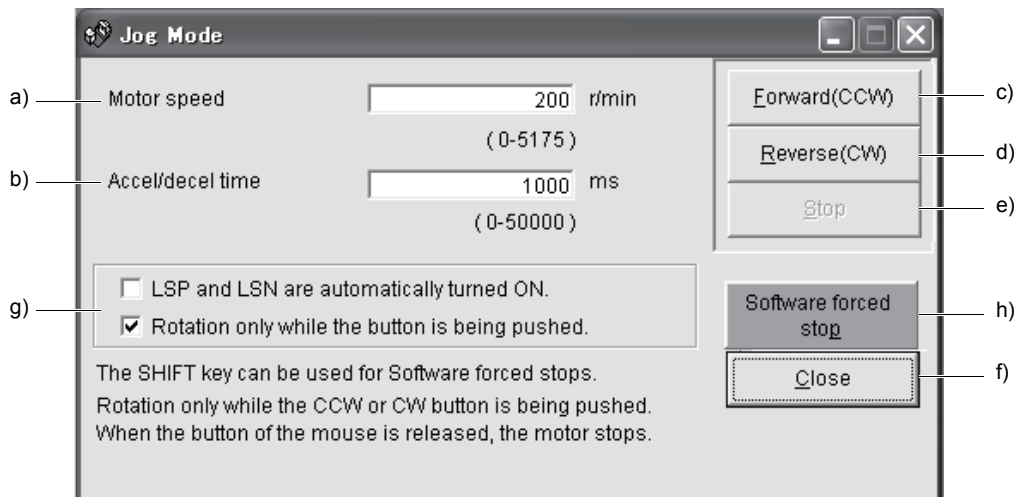 Jog Mode
a)
Motor speed
200
r/min
(0-5175)
b)
Accel/decel time
1000
ms
(0-50000)
Forward(CCW)
c)
Reverse(CW)
d)
Stop
e)
g)
LSP and LSN are automatically turned ON.
Rotation only while the button is being pushed.
Software forced
stop
h)
The SHIFT key can be used for Software forced stops.
Rotation only while the CCW or CW button is being pushed.
When the button of the mouse is released, the motor stops.
Close
f)